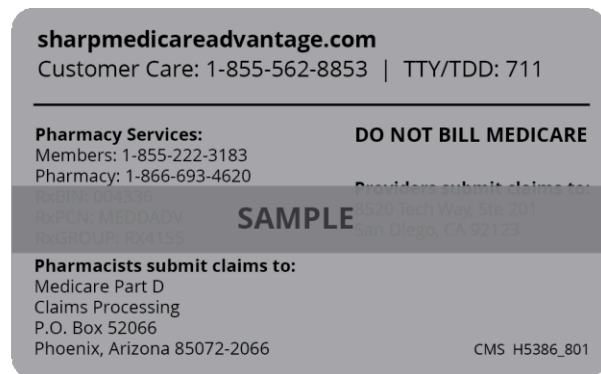 sharpmedicareadvantage.com
Customer Care: 1-855-562-8853 | TTY/TDD: 711
Pharmacy Services:
Members: 1-855-222-3183
Pharmacy: 1-866-693-4620
RxBIN: 004336
RxPCN: MEDDADV
RxGROUP: RX4155
Pharmacists submit claims to:
Medicare Part D
Claims Processing
P.O. Box 52066
Phoenix, Arizona 85072-2066
DO NOT BILL MEDICARE
Providers submit claims to:
8520 Tech Way, Ste 201
San Diego, CA 92123
SAMPLE
CMS H5386_801